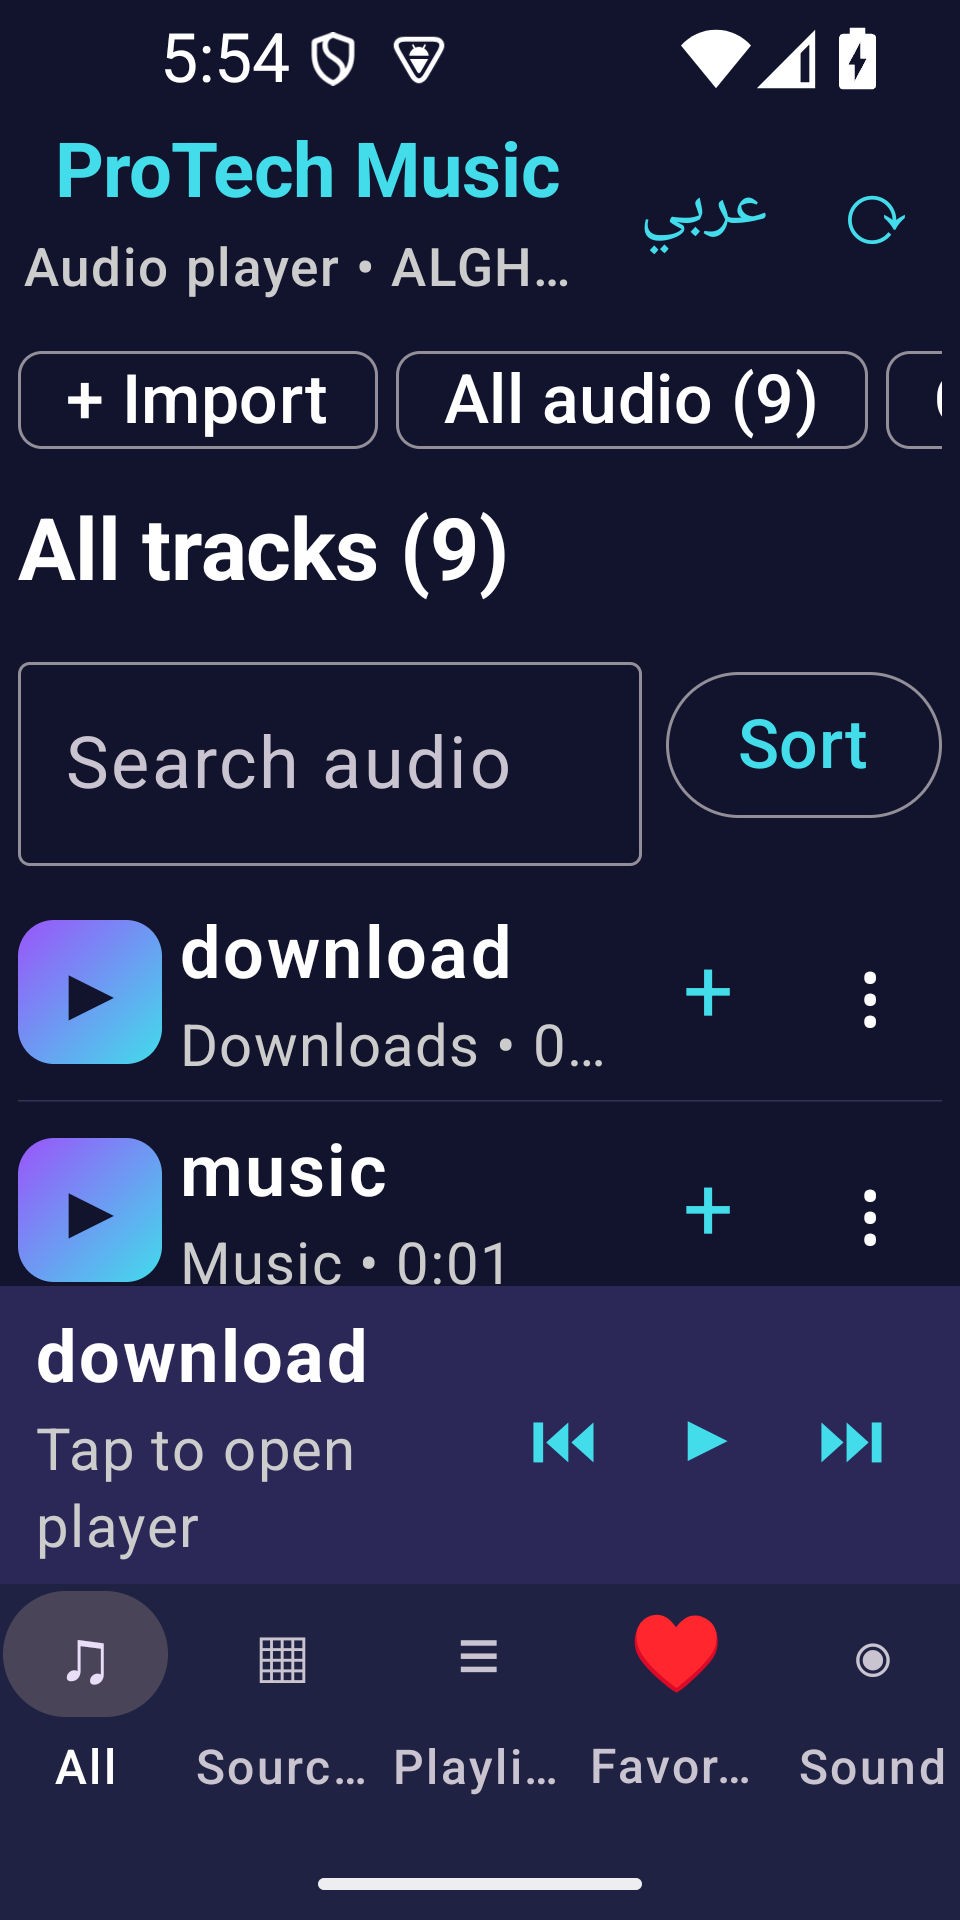 5:54
ProTech Music
عربي
Audio player • ALGH…
+ Import
All audio (9)
All tracks (9)
Search audio
Sort
download
Downloads • 0…
music
Music • 0:01
download
Tap to open
player
All
Sourc…
Playli…
Favor…
Sound